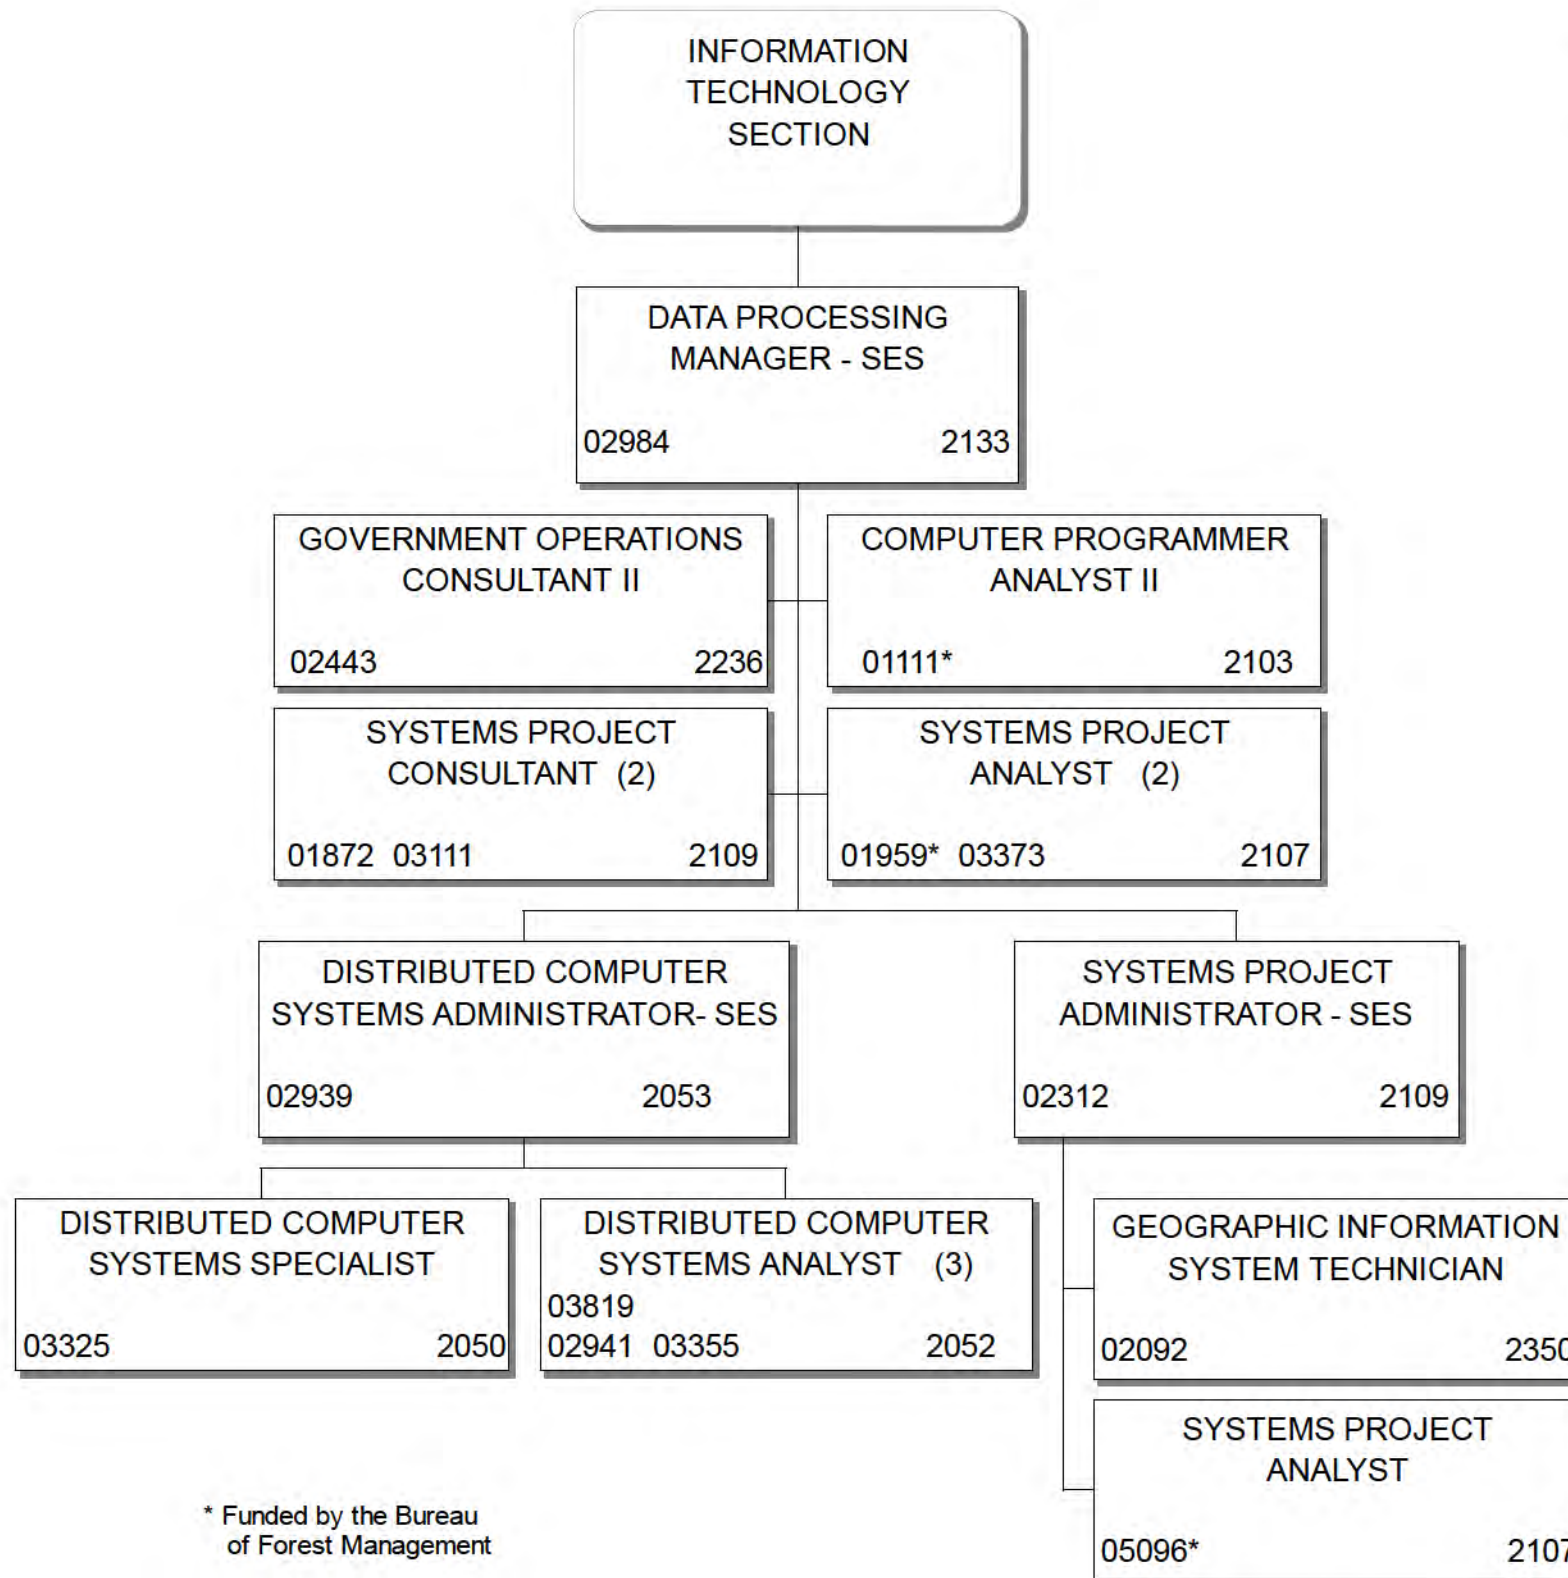 INFORMATION
TECHNOLOGY
SECTION
DATA PROCESSING
MANAGER - SES
02984 2133
GOVERNMENT OPERATIONS
CONSULTANT II
02443 2236
COMPUTER PROGRAMMER
ANALYST II
01111* 2103
SYSTEMS PROJECT
CONSULTANT (2)
01872 03111 2109
SYSTEMS PROJECT
ANALYST (2)
01959* 03373 2107
DISTRIBUTED COMPUTER
SYSTEMS ADMINISTRATOR- SES
02939 2053
SYSTEMS PROJECT
ADMINISTRATOR - SES
02312 2109
DISTRIBUTED COMPUTER
SYSTEMS SPECIALIST
03325 2050
DISTRIBUTED COMPUTER
SYSTEMS ANALYST (3)
03819
02941 03355 2052
GEOGRAPHIC INFORMATION
SYSTEM TECHNICIAN
02092 2350
SYSTEMS PROJECT
ANALYST
05096* 2107
* Funded by the Bureau
of Forest Management